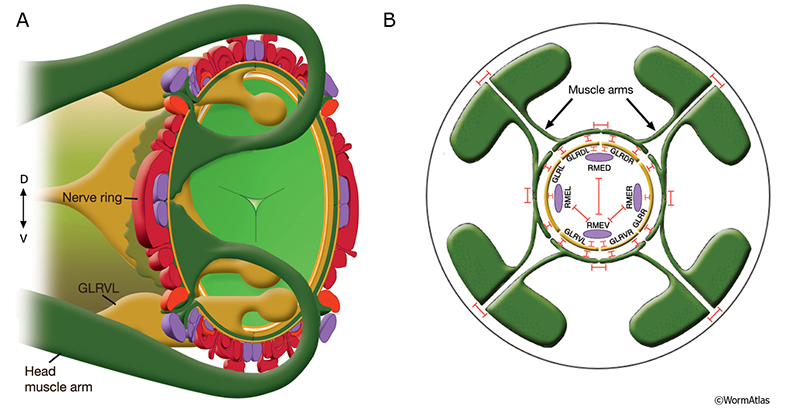 A
D
V
Nerve ring
GLRVL
Head
muscle arm
B
Muscle arms
GLRDL
GLRDR
GLRL
RMED
RMEL
RMER
GLRR
RMEV
GLRVL
GLRVR
©WormAtlas